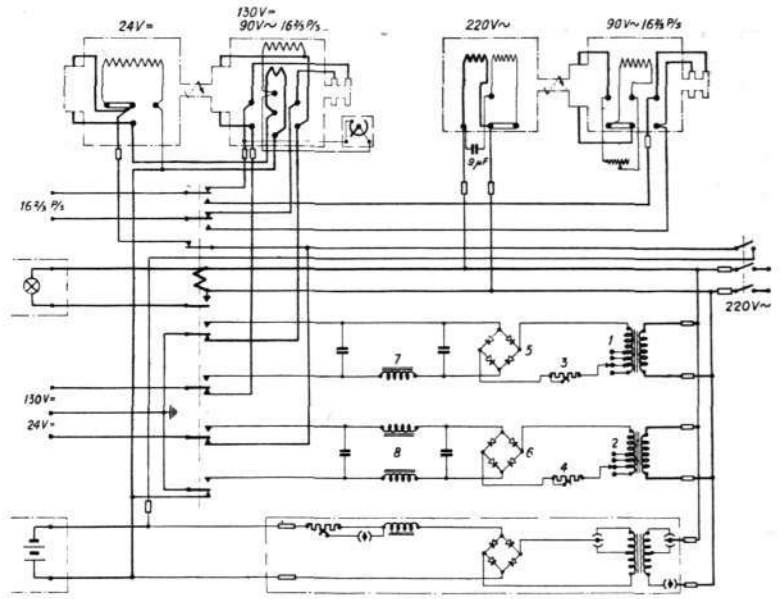 24V=
130V=
90V~ 16⅔ P/s
220V~
90V~ 16⅔ P/s
9µF
16⅔ P/s
220V~
5
3
1
7
130V=
24V=
8
6
4
2